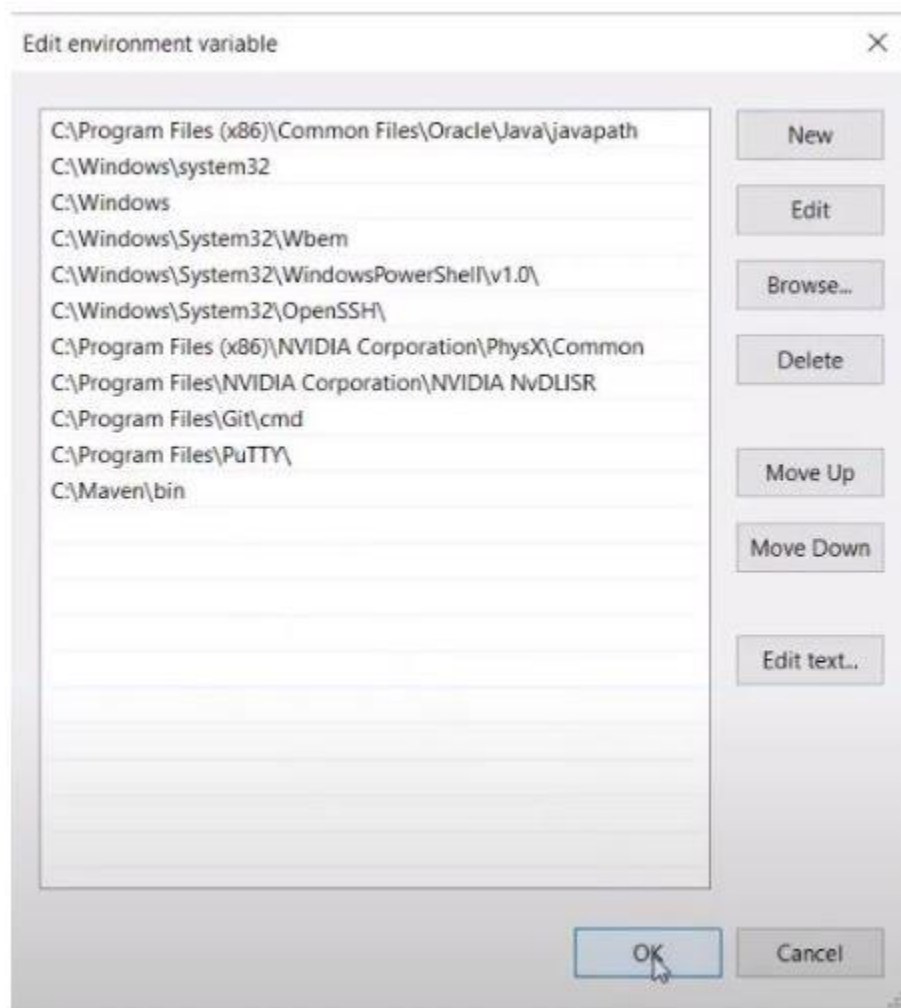 Edit environment variable
C:\Program Files (x86)\Common Files\Oracle\Java\javapath
C:\Windows\system32
C:\Windows
C:\Windows\System32\Wbem
C:\Windows\System32\WindowsPowerShell\v1.0\
C:\Windows\System32\OpenSSH\
C:\Program Files (x86)\NVIDIA Corporation\PhysX\Common
C:\Program Files\NVIDIA Corporation\NVIDIA NvDLISR
C:\Program Files\Git\cmd
C:\Program Files\PuTTY\
C:\Maven\bin
New
Edit
Browse...
Delete
Move Up
Move Down
Edit text...
OK
Cancel